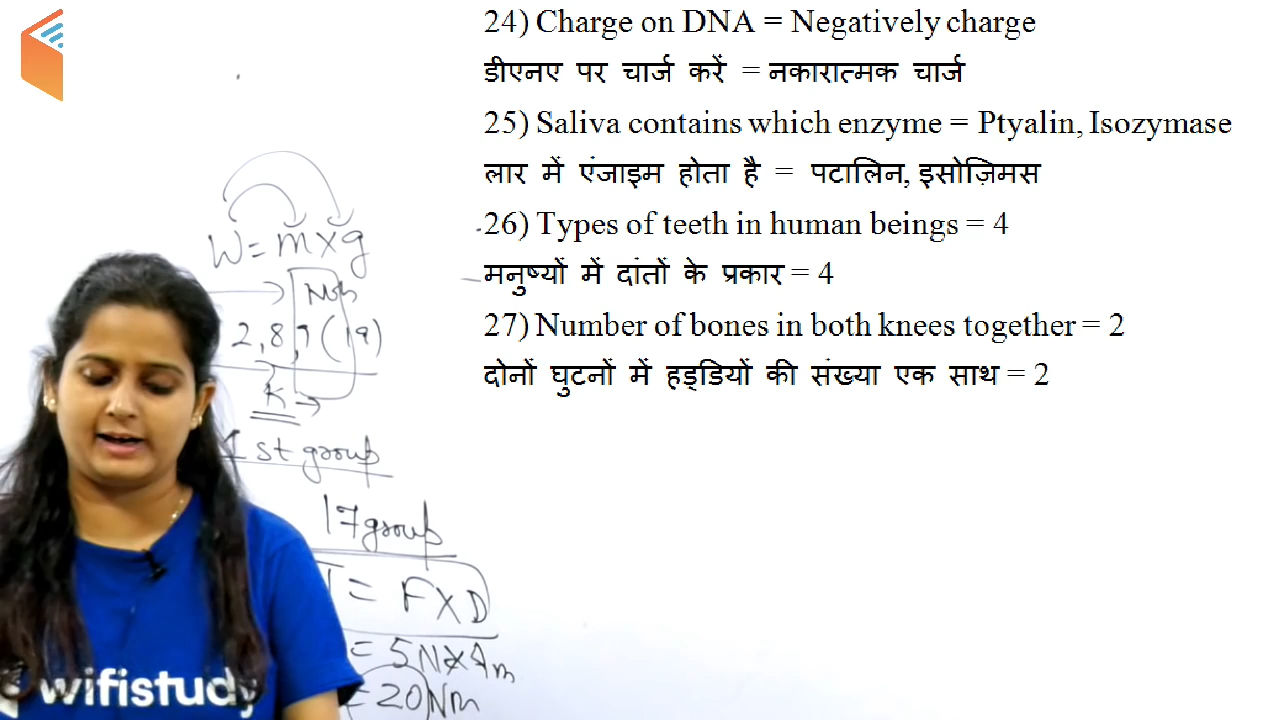 24) Charge on DNA = Negatively charge
डीएनए पर चार्ज करें = नकारात्मक चार्ज
25) Saliva contains which enzyme = Ptyalin, Isozymase
लार में एंजाइम होता है = पटालिन, इसोज़िमस
26) Types of teeth in human beings = 4
मनुष्यों में दांतों के प्रकार = 4
27) Number of bones in both knees together = 2
दोनों घुटनों में हड्डियों की संख्या एक साथ = 2
W = m x g
2,8,
K →
1st group
17 group
= F X D
= 5N x 4m
= 20 Nm
wifistudy